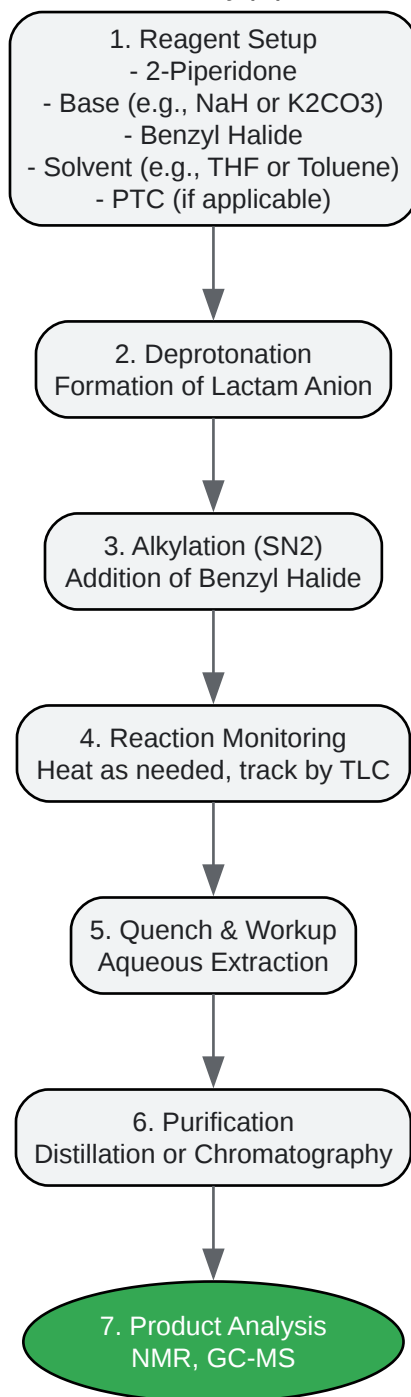 1. Reagent Setup
- 2-Piperidone
- Base (e.g., NaH or K2CO3)
- Benzyl Halide
- Solvent (e.g., THF or Toluene)
- PTC (if applicable)
2. Deprotonation
Formation of Lactam Anion
3. Alkylation (SN2)
Addition of Benzyl Halide
4. Reaction Monitoring
Heat as needed, track by TLC
5. Quench & Workup
Aqueous Extraction
6. Purification
Distillation or Chromatography
7. Product Analysis
NMR, GC-MS